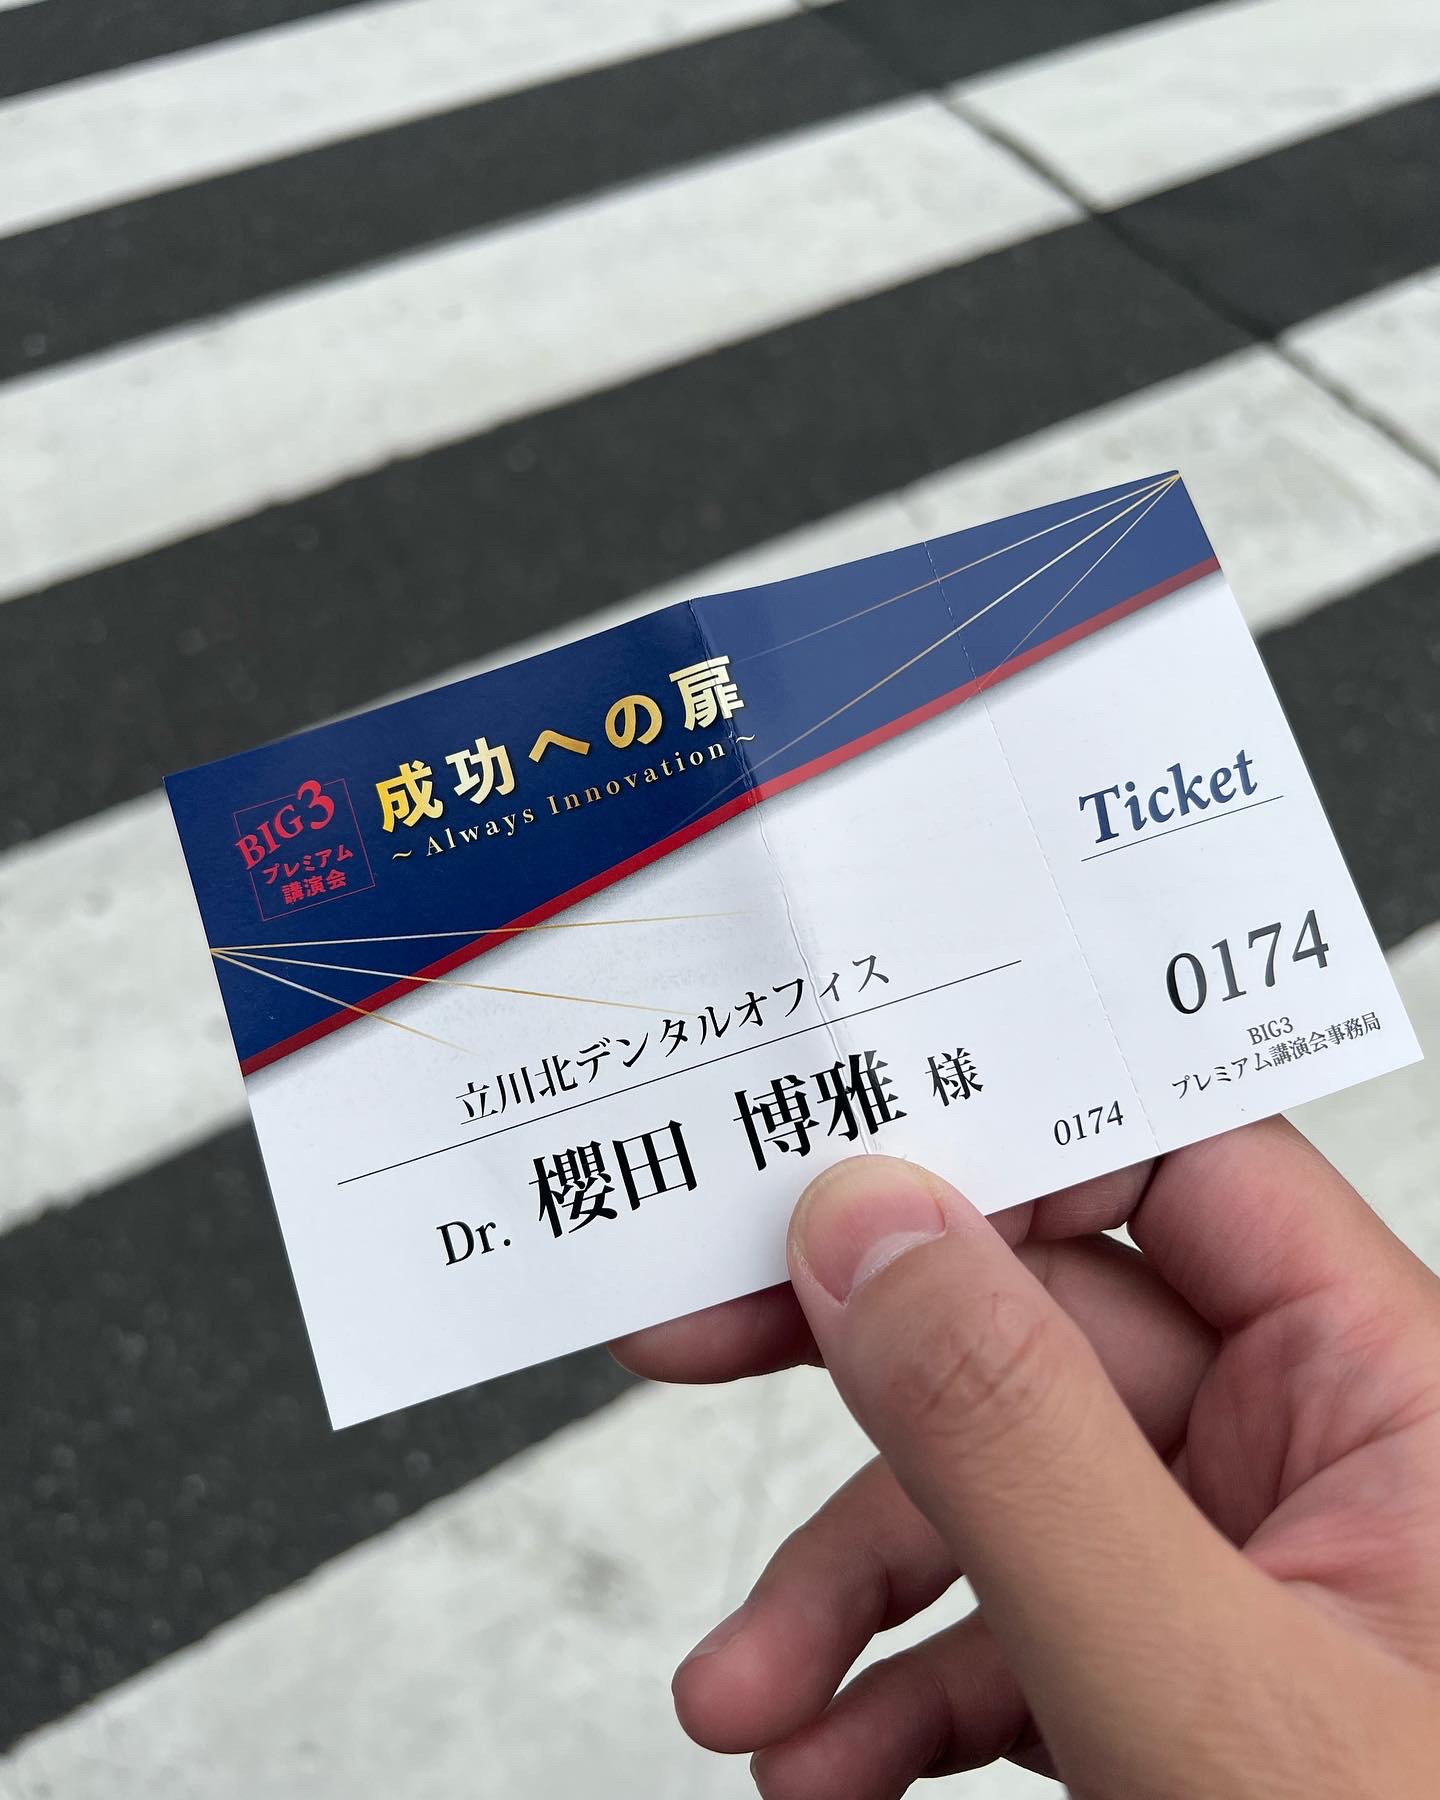 BIG3
プレミアム
講演会
成功への扉
~ Always Innovation ~
立川北デンタルオフィス
Dr. 櫻田 博雅 様
0174
Ticket
0174
BIG3
プレミアム講演会事務局